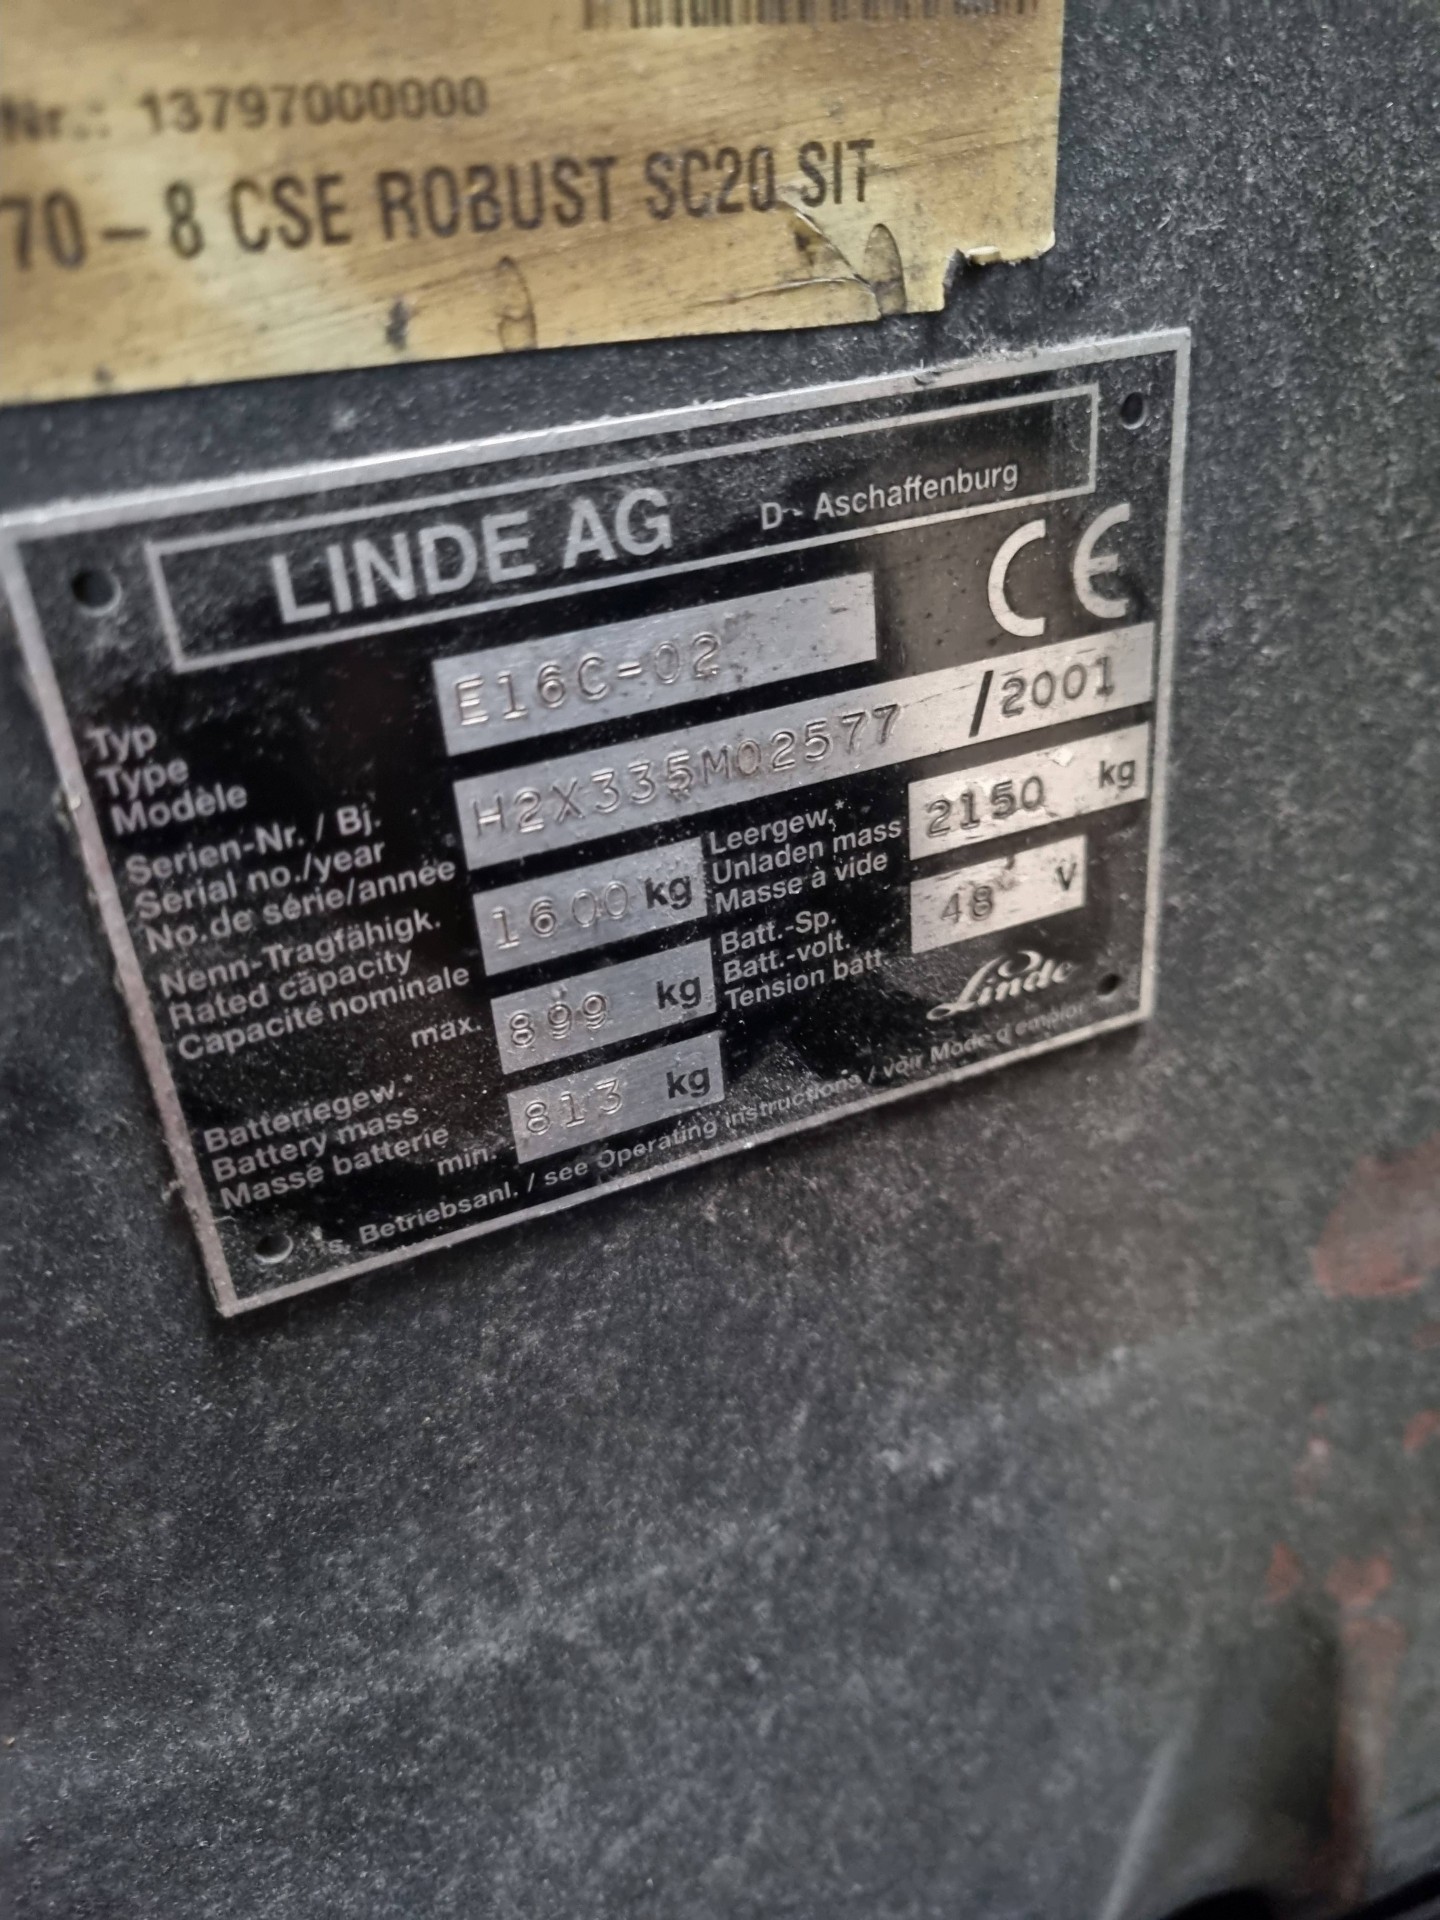 Nr.: 13797000000
70-8 CSE ROBUST SC20 SIT
LINDE AG D - Aschaffenburg
CE
Typ
Type
Modèle
E16C-02
Serien-Nr. / Bj.
Serial no./year
No.de série/année
H2X335M02577 /2001
Nenn-Tragfähigk.
Rated capacity
Capacité nominale
1600 kg
Leergew.*
Unladen mass
Masse à vide
2150 kg
Batteriegew.*
Battery mass
Masse batterie
max. 899 kg
min. 813 kg
Batt.-Sp.
Batt.-volt.
Tension batt.
48 V
Linde
*s. Betriebsanl. / see Operating instructions / voir Mode d'emploi